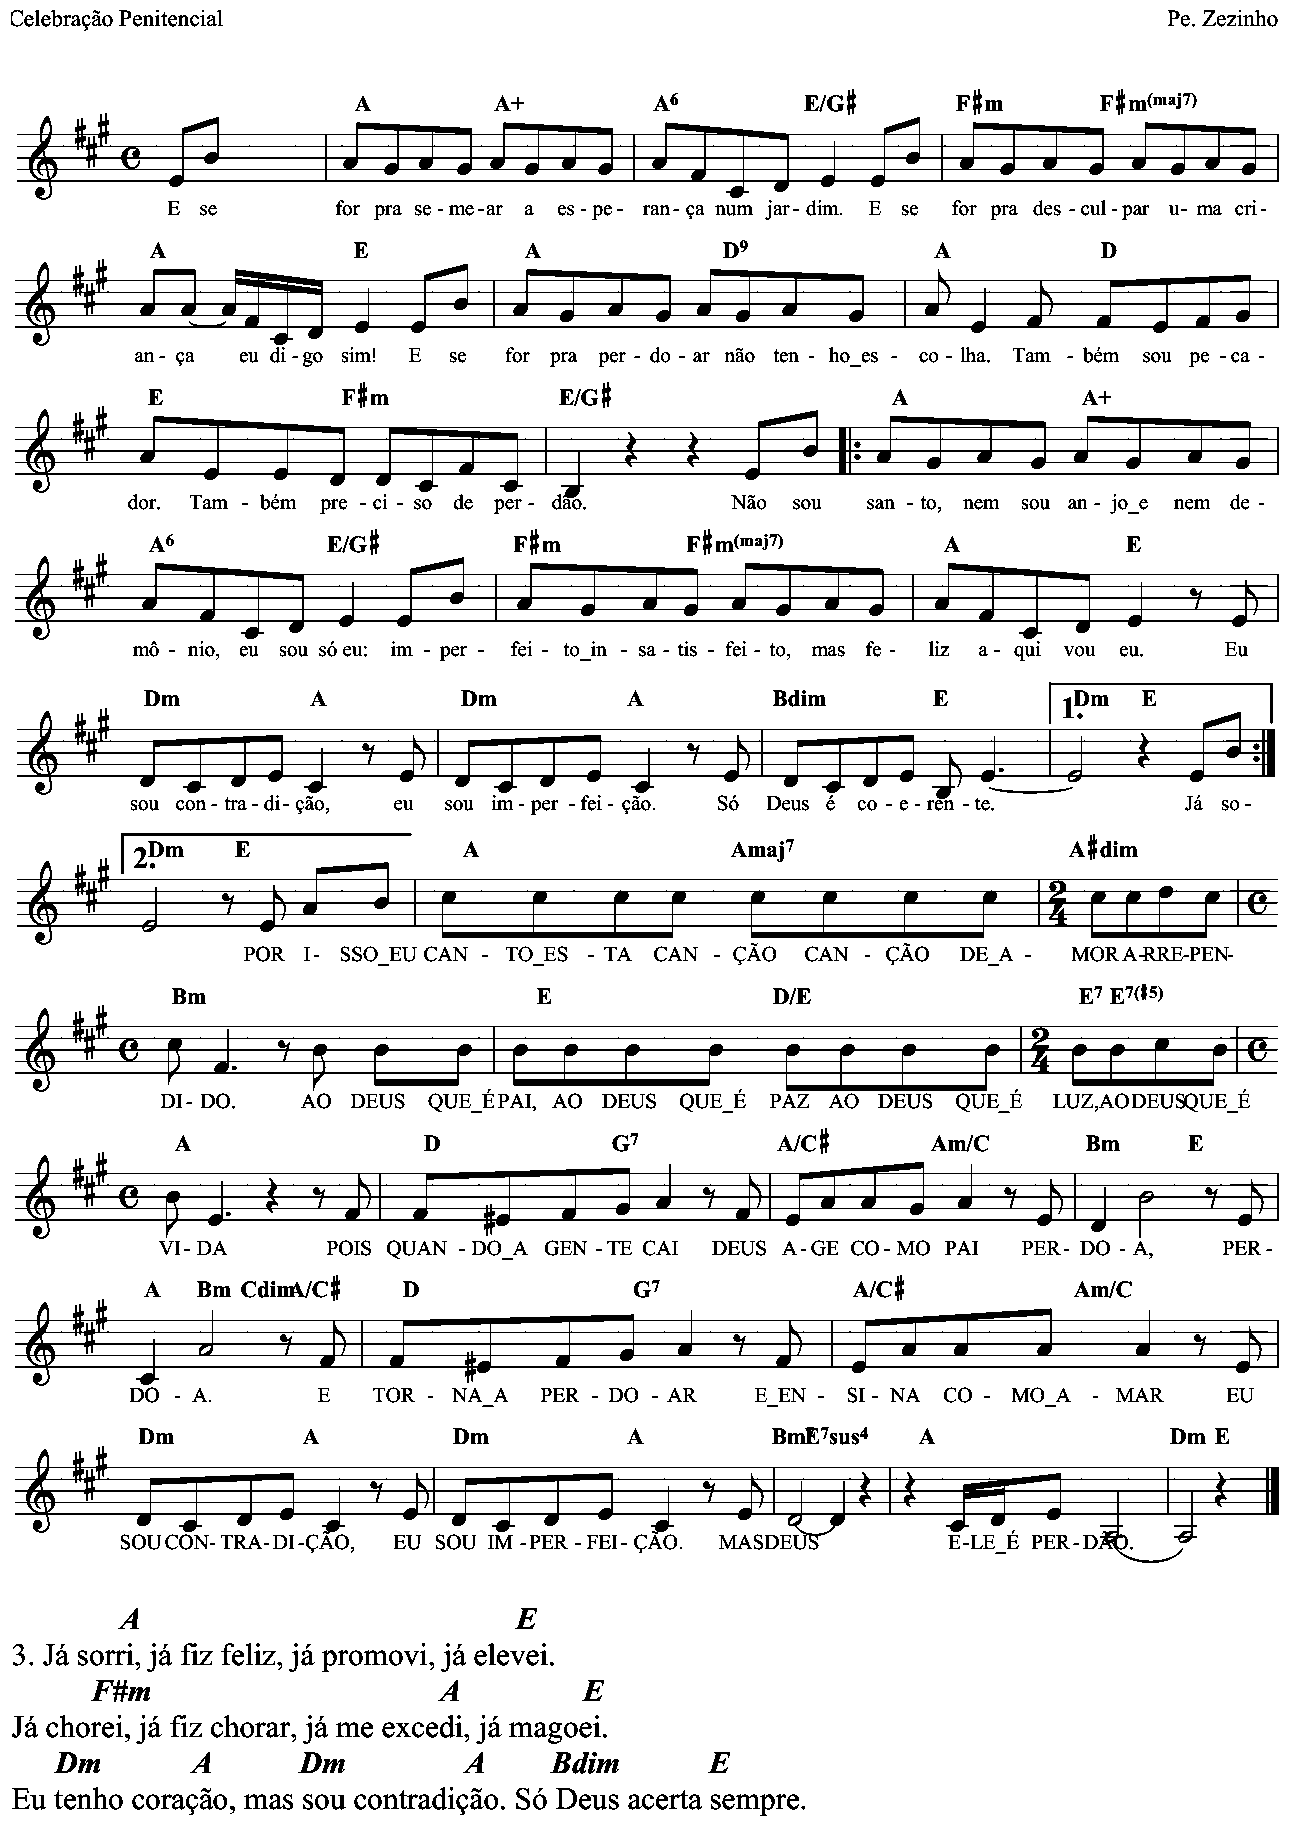 Celebração Penitencial Pe. Zezinho
A A+ A6 E/G# F#m F#m(maj7)
E se for pra se-me-ar a es-pe-ran-ça num jar-dim. E se for pra des-cul-par u-ma cri-
A E A D9 A D
an-ça eu di-go sim! E se for pra per-do-ar não ten-ho_es-co-lha. Tam-bém sou pe-ca-
E F#m E/G# A A+
dor. Tam-bém pre-ci-so de per-dão. Não sou san-to, nem sou an-jo_e nem de-
A6 E/G# F#m F#m(maj7) A E
mô-nio, eu sou só eu: im-per-fei-to_in-sa-tis-fei-to, mas fe-liz a-qui vou eu. Eu
Dm A Dm A Bdim E 1. Dm E
sou con-tra-di-ção, eu sou im-per-fei-ção. Só Deus é co-e-ren-te. Já so-
2. Dm E A Amaj7 A#dim
POR I-SSO_EU CAN-TO_ES-TA CAN-ÇÃO CAN-ÇÃO DE_A-MOR A-RRE-PEN-
Bm E D/E E7 E7(#5)
DI-DO. AO DEUS QUE_É PAI, AO DEUS QUE_É PAZ AO DEUS QUE_É LUZ,AO DEUS QUE_É
A D G7 A/C# Am/C Bm E
VI-DA POIS QUAN-DO_A GEN-TE CAI DEUS A-GE CO-MO PAI PER-DO-A, PER-
A Bm Cdim A/C# D G7 A/C# Am/C
DO-A. E TOR-NA_A PER-DO-AR E_EN-SI-NA CO-MO_A-MAR EU
Dm A Dm A Bm7 E7sus4 A Dm E
SOU CON-TRA-DI-ÇÃO, EU SOU IM-PER-FEI-ÇÃO. MAS DEUS E-LE_É PER-DÃO.
A E
3. Já sorri, já fiz feliz, já promovi, já elevei.
F#m A E
Já chorei, já fiz chorar, já me excedi, já magoei.
Dm A Dm A Bdim E
Eu tenho coração, mas sou contradição. Só Deus acerta sempre.